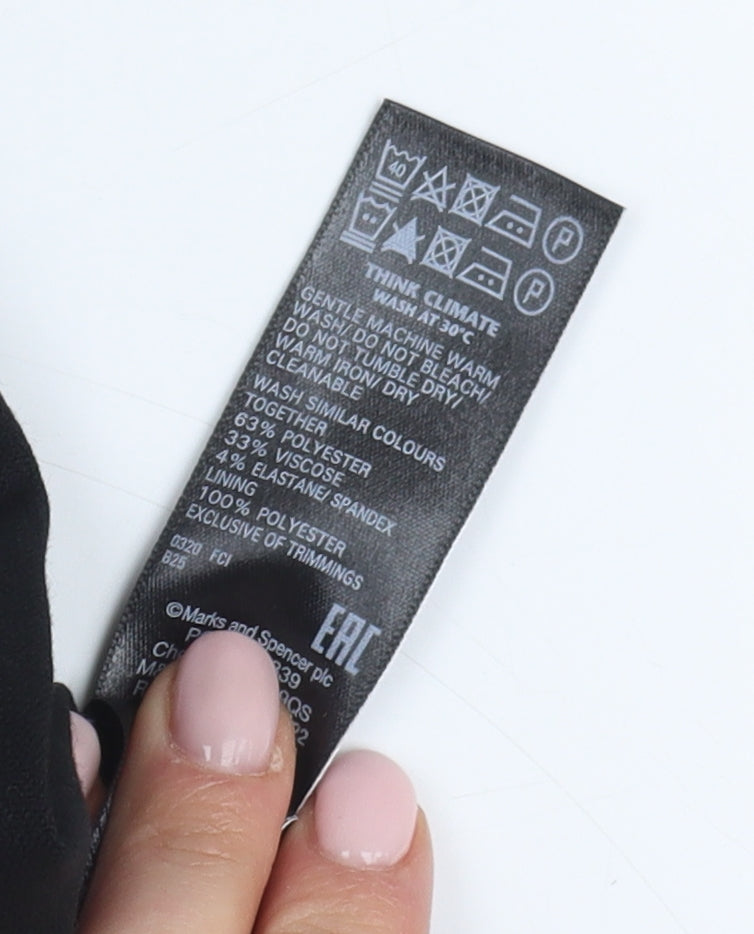 40
P
P
THINK CLIMATE
WASH AT 30°C
GENTLE MACHINE WARM
WASH/DO NOT BLEACH/
DO NOT TUMBLE DRY/
WARM IRON/ DRY
CLEANABLE
WASH SIMILAR COLOURS
TOGETHER
63% POLYESTER
33% VISCOSE
4% ELASTANE/ SPANDEX
LINING
100% POLYESTER
EXCLUSIVE OF TRIMMINGS
0320 FCI
B25
EAC
©Marks and Spencer plc